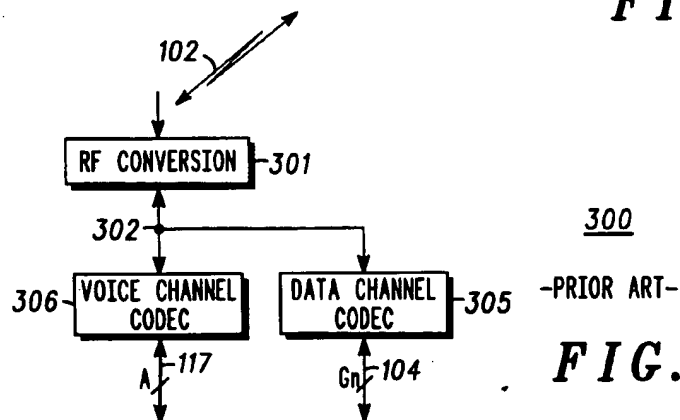 F I
102
RF CONVERSION
301
302
300
306
VOICE CHANNEL
CODEC
DATA CHANNEL
CODEC
305
-PRIOR ART-
A
117
Gn
104
FIG.